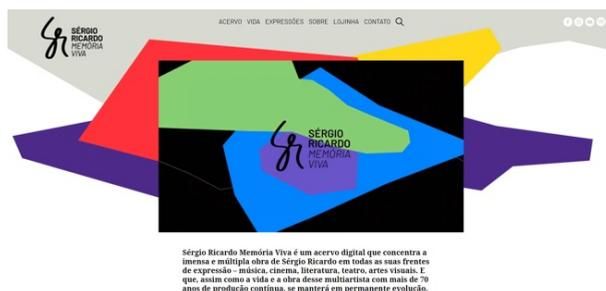 ACERVO VIDA EXPRESSÕES SOBRE LOJINHA CONTATO
SÉRGIO
RICARDO
MEMÓRIA
VIVA
SÉRGIO
RICARDO
MEMÓRIA
VIVA
Sérgio Ricardo Memória Viva é um acervo digital que concentra a
imensa e múltipla obra de Sérgio Ricardo em todas as suas frentes
de expressão – música, cinema, literatura, teatro, artes visuais. E
que, assim como a vida e a obra desse multiartista com mais de 70
anos de produção contínua, se manterá em permanente evolução.